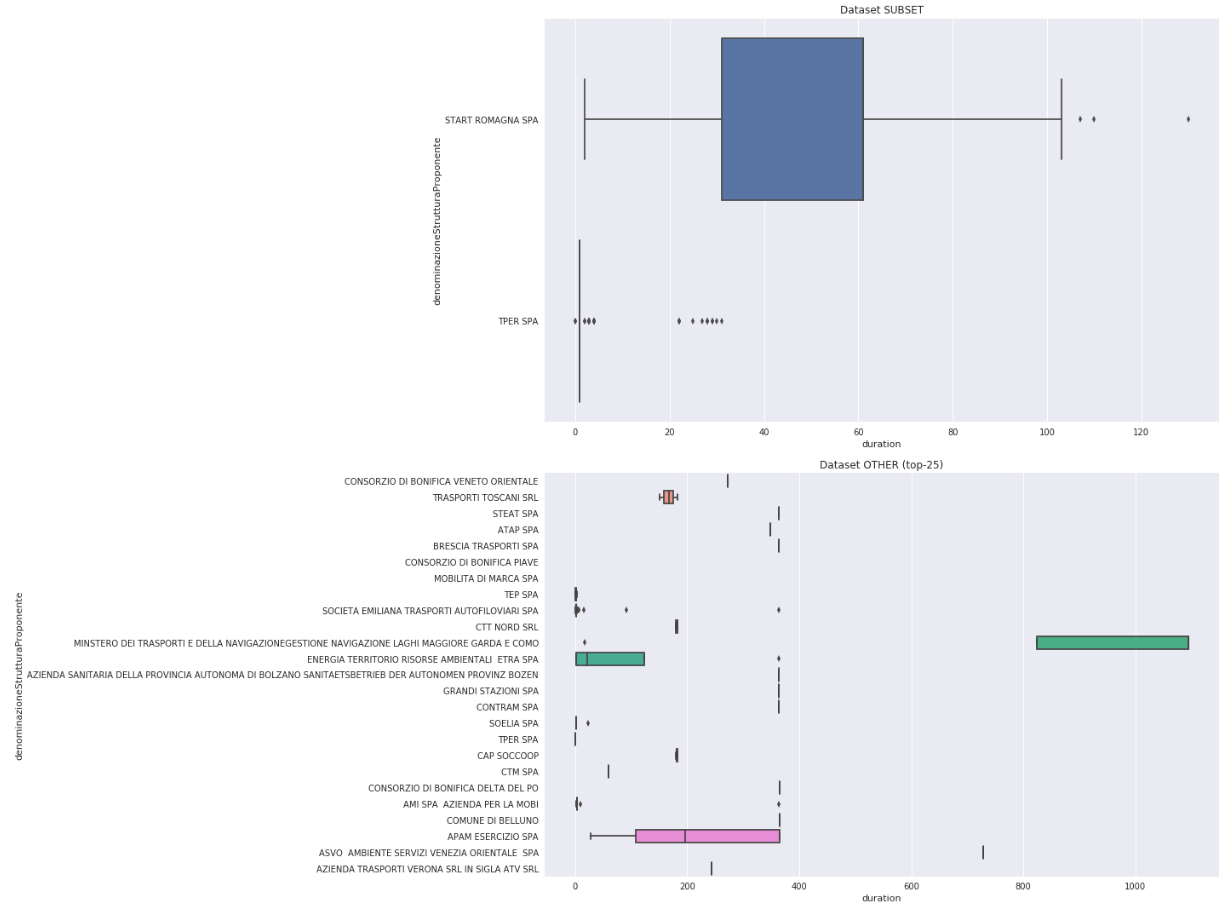 Dataset SUBSET
denominazioneStrutturaProponente
START ROMAGNA SPA
TPER SPA
0 20 40 60 80 100 120
duration
Dataset OTHER (top-25)
denominazioneStrutturaProponente
CONSORZIO DI BONIFICA VENETO ORIENTALE
TRASPORTI TOSCANI SRL
STEAT SPA
ATAP SPA
BRESCIA TRASPORTI SPA
CONSORZIO DI BONIFICA PIAVE
MOBILITA DI MARCA SPA
TEP SPA
SOCIETA EMILIANA TRASPORTI AUTOFILOVIARI SPA
CTT NORD SRL
MINSTERO DEI TRASPORTI E DELLA NAVIGAZIONEGESTIONE NAVIGAZIONE LAGHI MAGGIORE GARDA E COMO
ENERGIA TERRITORIO RISORSE AMBIENTALI  ETRA SPA
AZIENDA SANITARIA DELLA PROVINCIA AUTONOMA DI BOLZANO SANITAETSBETRIEB DER AUTONOMEN PROVINZ BOZEN
GRANDI STAZIONI SPA
CONTRAM SPA
SOELIA SPA
TPER SPA
CAP SOCCOOP
CTM SPA
CONSORZIO DI BONIFICA DELTA DEL PO
AMI SPA  AZIENDA PER LA MOBI
COMUNE DI BELLUNO
APAM ESERCIZIO SPA
ASVO  AMBIENTE SERVIZI VENEZIA ORIENTALE  SPA
AZIENDA TRASPORTI VERONA SRL IN SIGLA ATV SRL
0 200 400 600 800 1000
duration